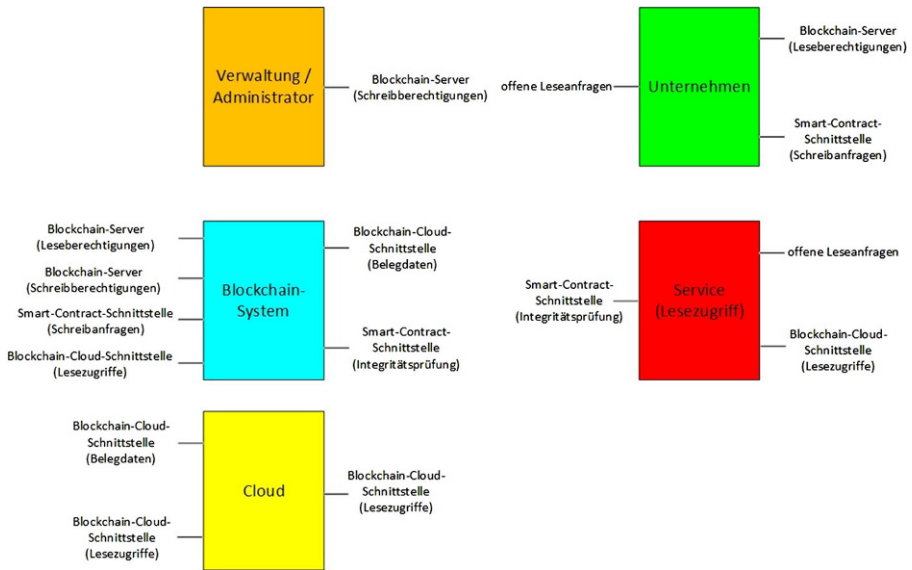 Verwaltung /
Administrator
Blockchain-Server
(Schreibberechtigungen)
offene Leseanfragen
Unternehmen
Blockchain-Server
(Leseberechtigungen)
Smart-Contract-
Schnittstelle
(Schreibanfragen)
Blockchain-Server
(Leseberechtigungen)
Blockchain-Server
(Schreibberechtigungen)
Smart-Contract-Schnittstelle
(Schreibanfragen)
Blockchain-Cloud-Schnittstelle
(Lesezugriffe)
Blockchain-
System
Blockchain-Cloud-
Schnittstelle
(Belegdaten)
Smart-Contract-
Schnittstelle
(Integritätsprüfung)
Smart-Contract-
Schnittstelle
(Integritätsprüfung)
Service
(Lesezugriff)
offene Leseanfragen
Blockchain-Cloud-
Schnittstelle
(Lesezugriffe)
Blockchain-Cloud-
Schnittstelle
(Belegdaten)
Blockchain-Cloud-
Schnittstelle
(Lesezugriffe)
Cloud
Blockchain-Cloud-
Schnittstelle
(Lesezugriffe)